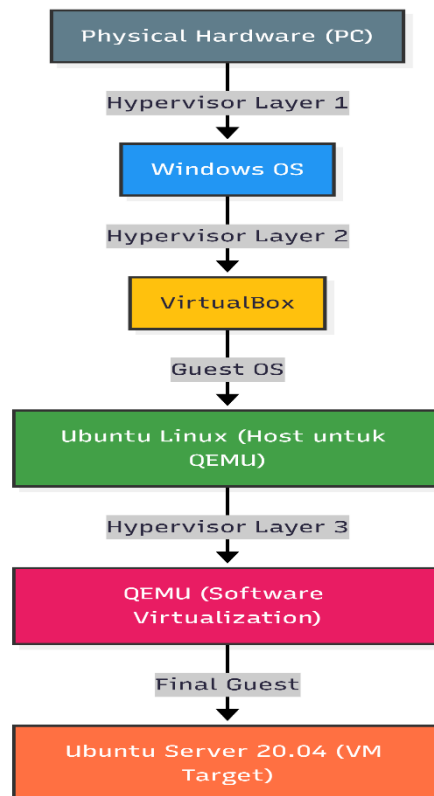 Physical Hardware (PC)
Hypervisor Layer 1
Windows OS
Hypervisor Layer 2
VirtualBox
Guest OS
Ubuntu Linux (Host untuk
QEMU)
Hypervisor Layer 3
QEMU (Software
Virtualization)
Final Guest
Ubuntu Server 20.04 (VM
Target)